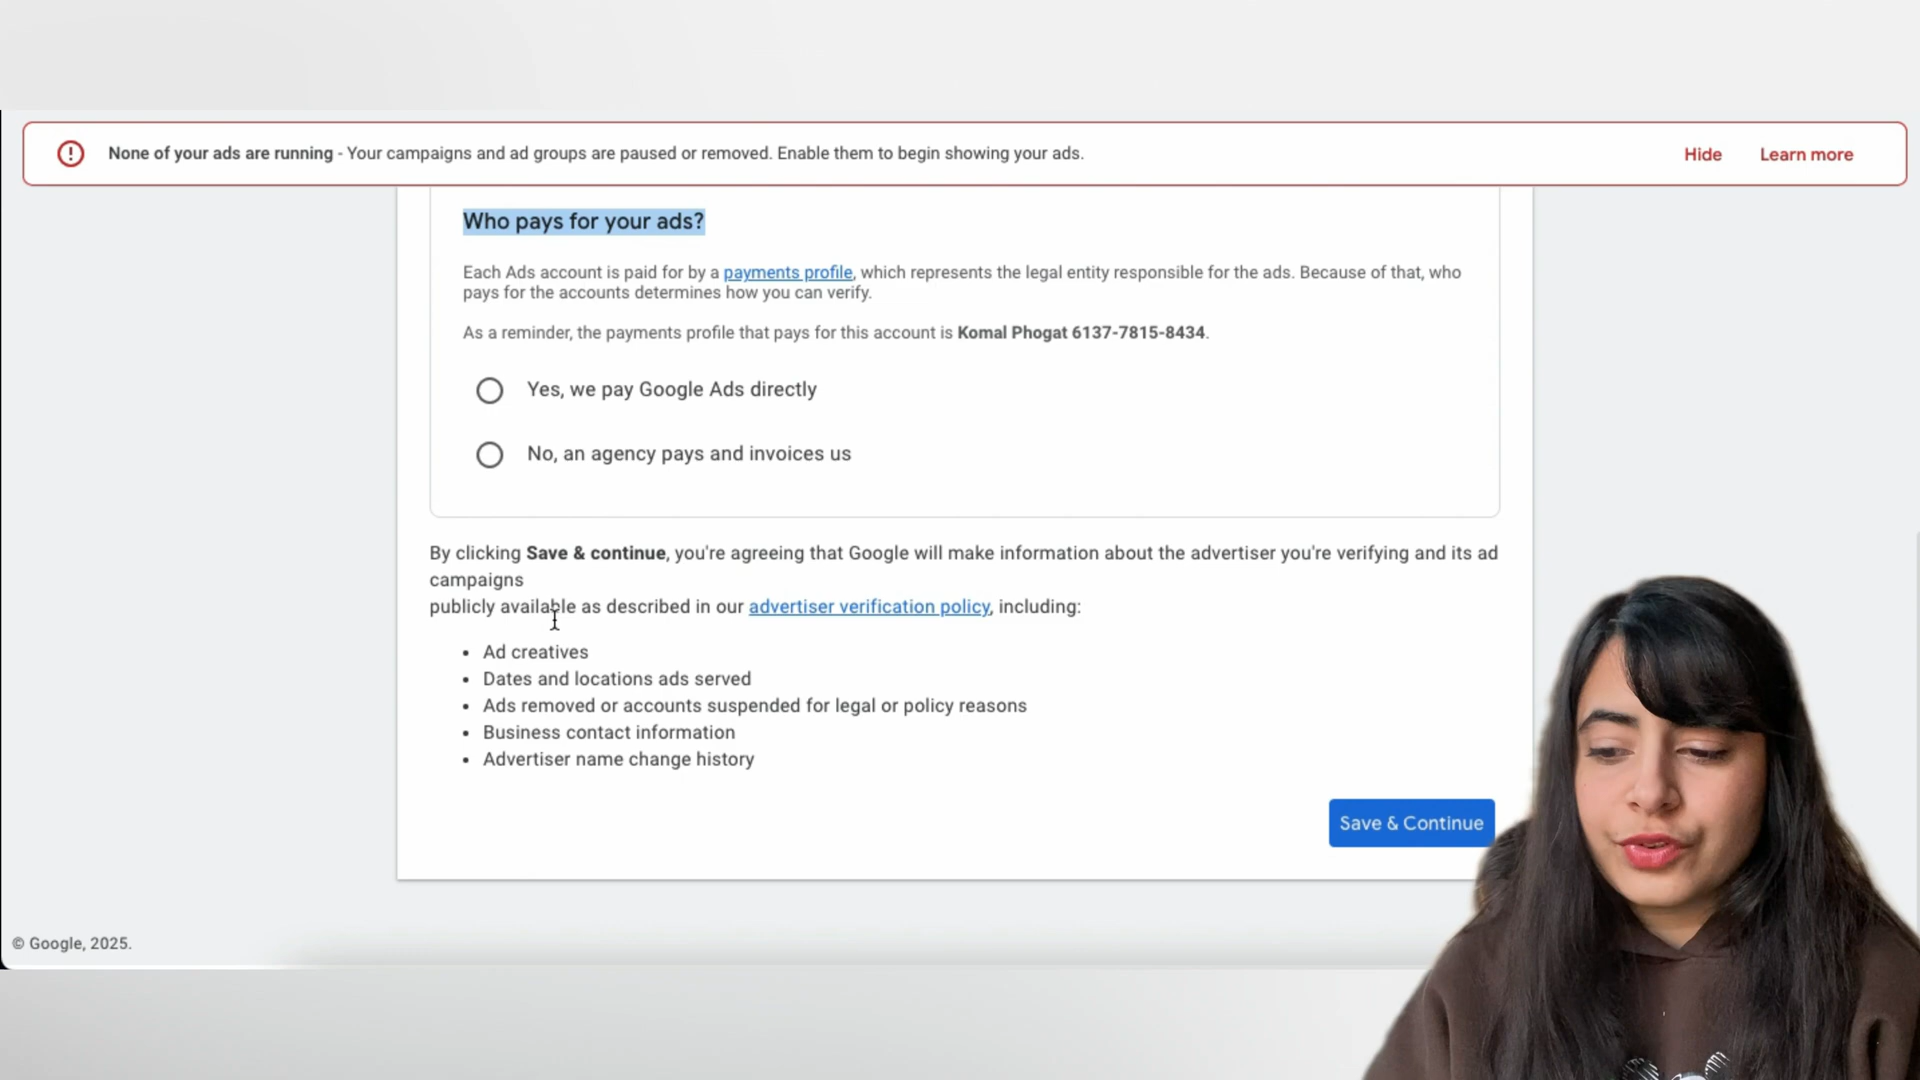 None of your ads are running - Your campaigns and ad groups are paused or removed. Enable them to begin showing your ads.
Hide
Learn more
Who pays for your ads?
Each Ads account is paid for by a payments profile, which represents the legal entity responsible for the ads. Because of that, who
pays for the accounts determines how you can verify.
As a reminder, the payments profile that pays for this account is Komal Phogat 6137-7815-8434.
Yes, we pay Google Ads directly
No, an agency pays and invoices us
By clicking Save & continue, you're agreeing that Google will make information about the advertiser you're verifying and its ad
campaigns
publicly available as described in our advertiser verification policy, including:
• Ad creatives
• Dates and locations ads served
• Ads removed or accounts suspended for legal or policy reasons
• Business contact information
• Advertiser name change history
Save & Continue
© Google, 2025.